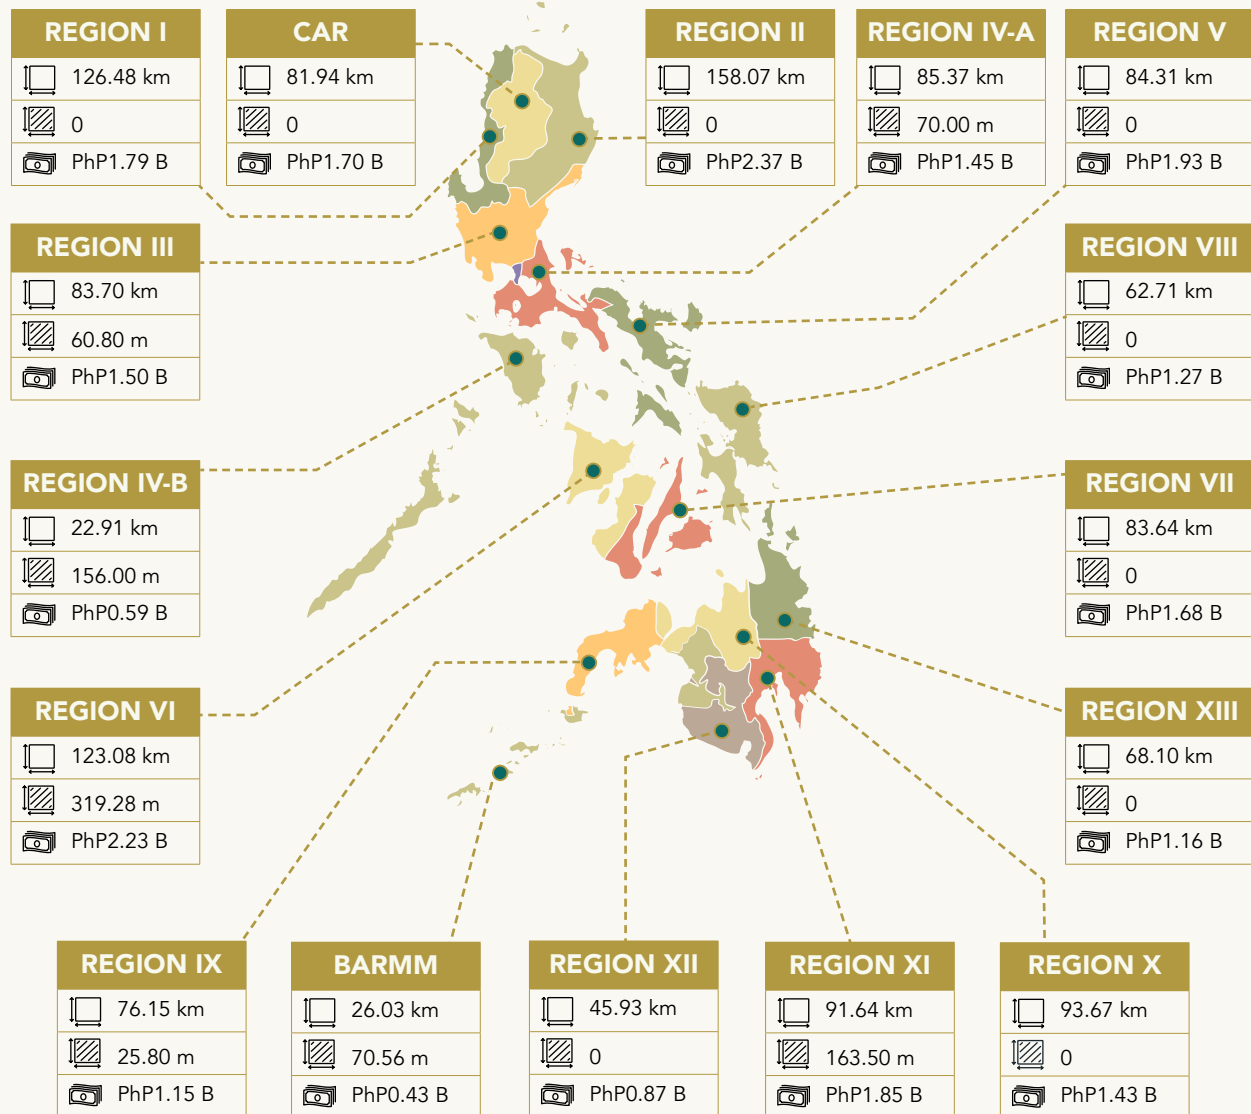 REGION I
126.48 km
0
PhP1.79 B
CAR
81.94 km
0
PhP1.70 B
REGION II
158.07 km
0
PhP2.37 B
REGION IV-A
85.37 km
70.00 m
PhP1.45 B
REGION V
84.31 km
0
PhP1.93 B
REGION III
83.70 km
60.80 m
PhP1.50 B
REGION VIII
62.71 km
0
PhP1.27 B
REGION IV-B
22.91 km
156.00 m
PhP0.59 B
REGION VII
83.64 km
0
PhP1.68 B
REGION VI
123.08 km
319.28 m
PhP2.23 B
REGION XIII
68.10 km
0
PhP1.16 B
REGION IX
76.15 km
25.80 m
PhP1.15 B
BARMM
26.03 km
70.56 m
PhP0.43 B
REGION XII
45.93 km
0
PhP0.87 B
REGION XI
91.64 km
163.50 m
PhP1.85 B
REGION X
93.67 km
0
PhP1.43 B